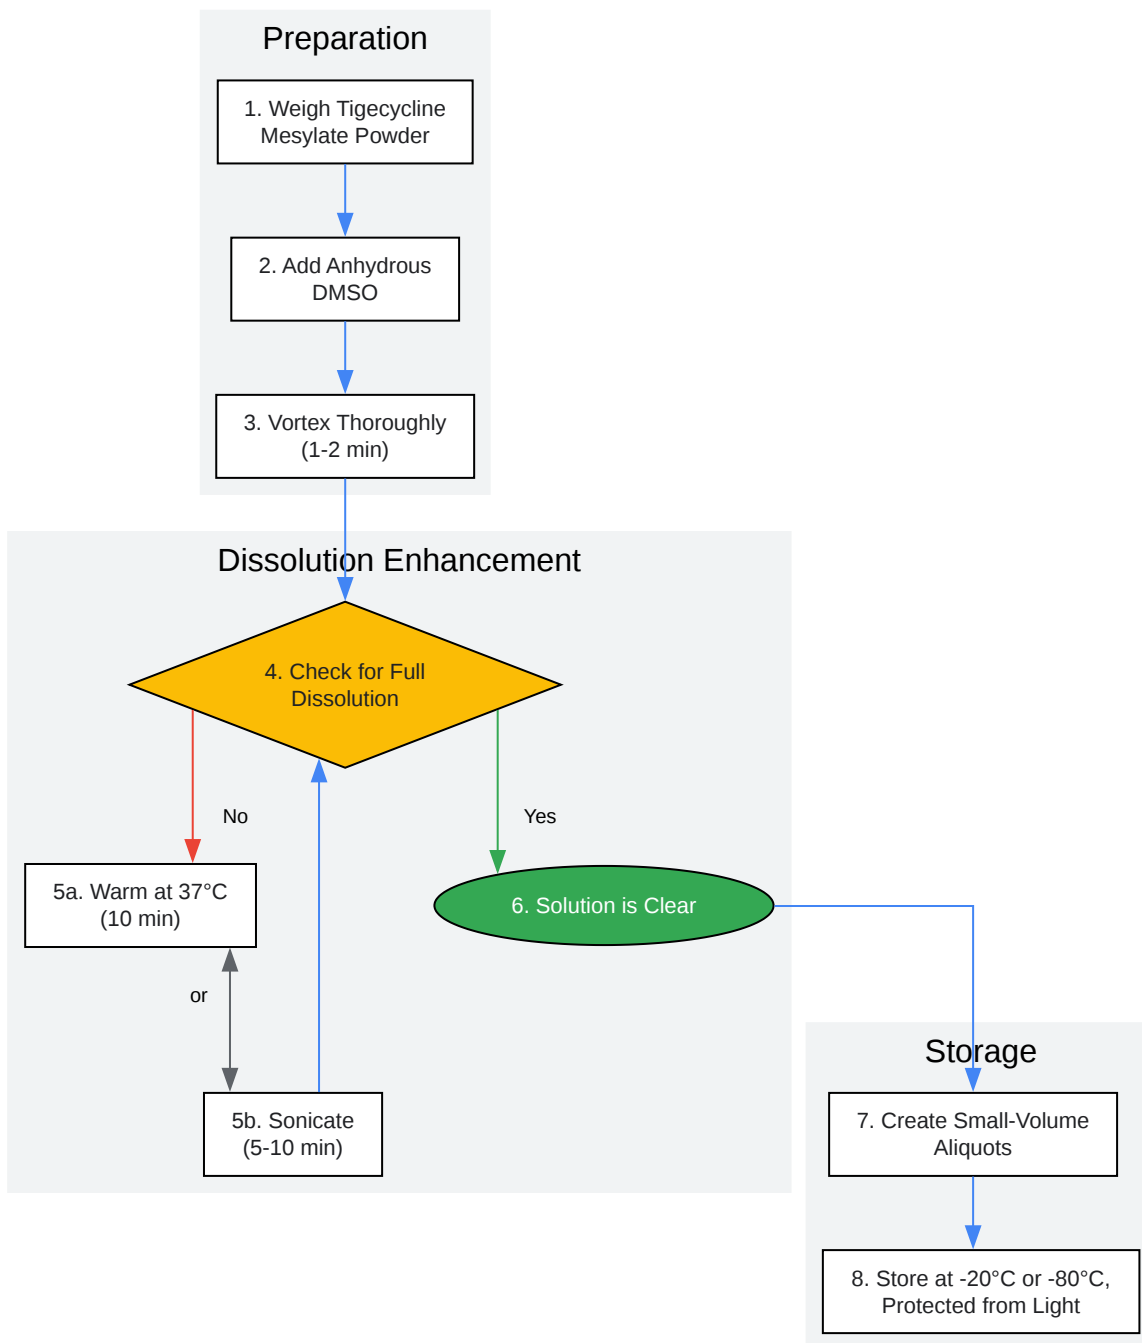 Preparation
1. Weigh Tigecycline
Mesylate Powder
2. Add Anhydrous
DMSO
3. Vortex Thoroughly
(1-2 min)
Dissolution Enhancement
4. Check for Full
Dissolution
No
Yes
5a. Warm at 37°C
(10 min)
6. Solution is Clear
or
5b. Sonicate
(5-10 min)
Storage
7. Create Small-Volume
Aliquots
8. Store at -20°C or -80°C,
Protected from Light